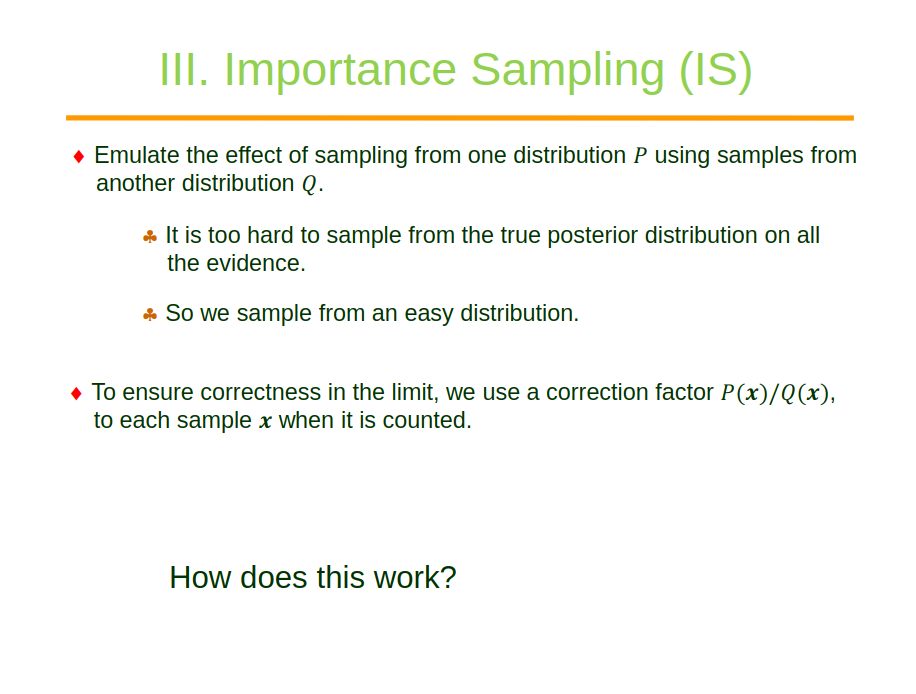 III. Importance Sampling (IS)
♦ Emulate the effect of sampling from one distribution 𝑃 using samples from
another distribution 𝑄.
♣ It is too hard to sample from the true posterior distribution on all
the evidence.
♣ So we sample from an easy distribution.
♦ To ensure correctness in the limit, we use a correction factor 𝑃(𝒙)/𝑄(𝒙),
to each sample 𝒙 when it is counted.
How does this work?